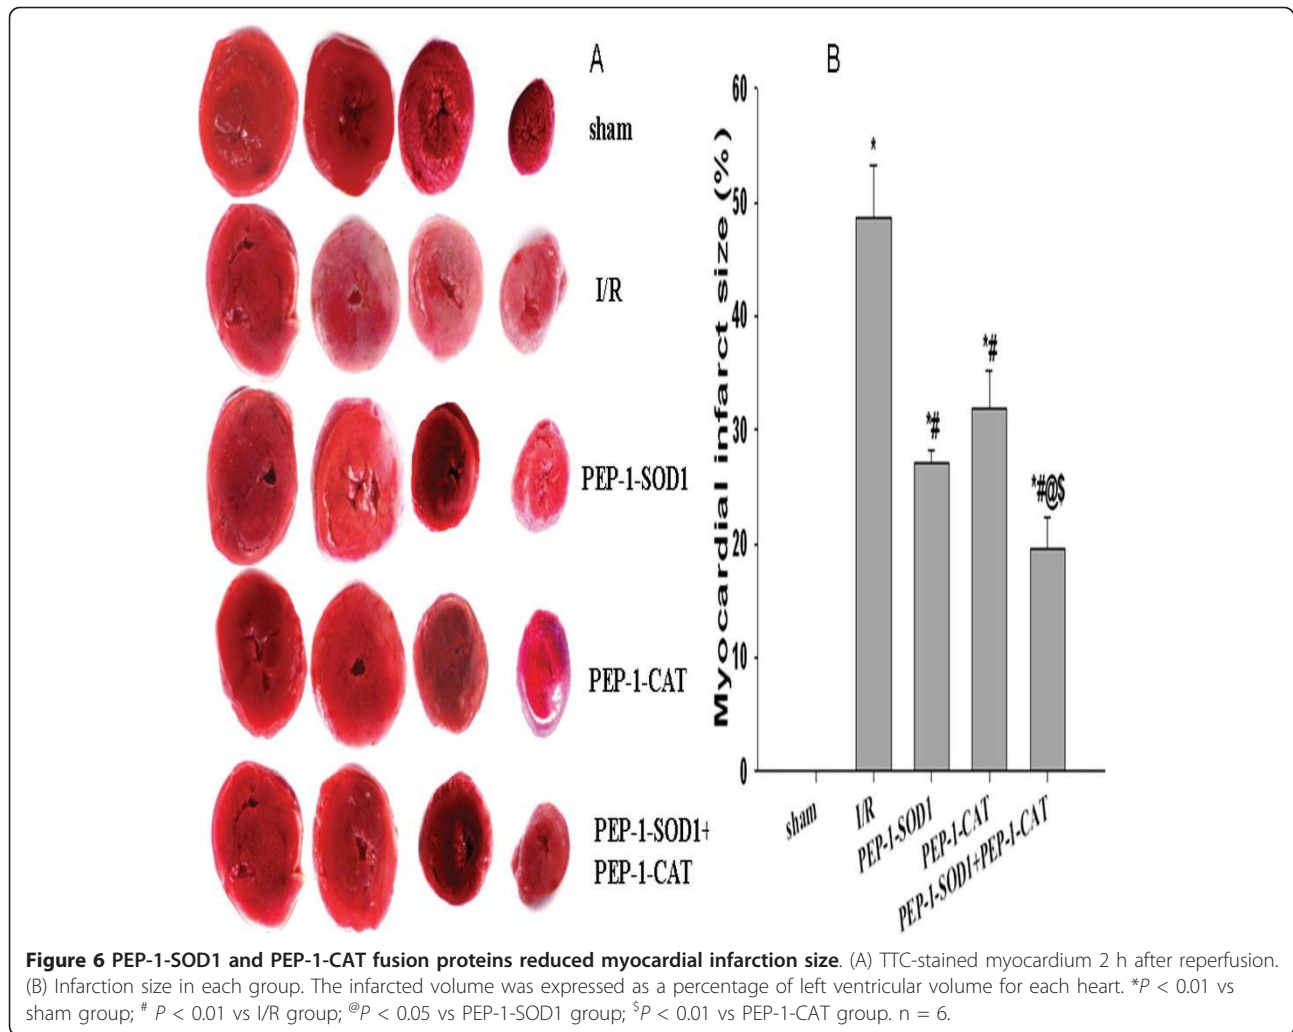 A
sham
I/R
PEP-1-SOD1
PEP-1-CAT
PEP-1-SOD1+
PEP-1-CAT
B
Myocardial infarct size (%)
60
50
40
30
20
10
0
*
*#
*#
*#@$
sham
I/R
PEP-1-SOD1
PEP-1-CAT
PEP-1-SOD1+PEP-1-CAT
Figure 6 PEP-1-SOD1 and PEP-1-CAT fusion proteins reduced myocardial infarction size. (A) TTC-stained myocardium 2 h after reperfusion.
(B) Infarction size in each group. The infarcted volume was expressed as a percentage of left ventricular volume for each heart. *P < 0.01 vs
sham group; # P < 0.01 vs I/R group; @P < 0.05 vs PEP-1-SOD1 group; $P < 0.01 vs PEP-1-CAT group. n = 6.